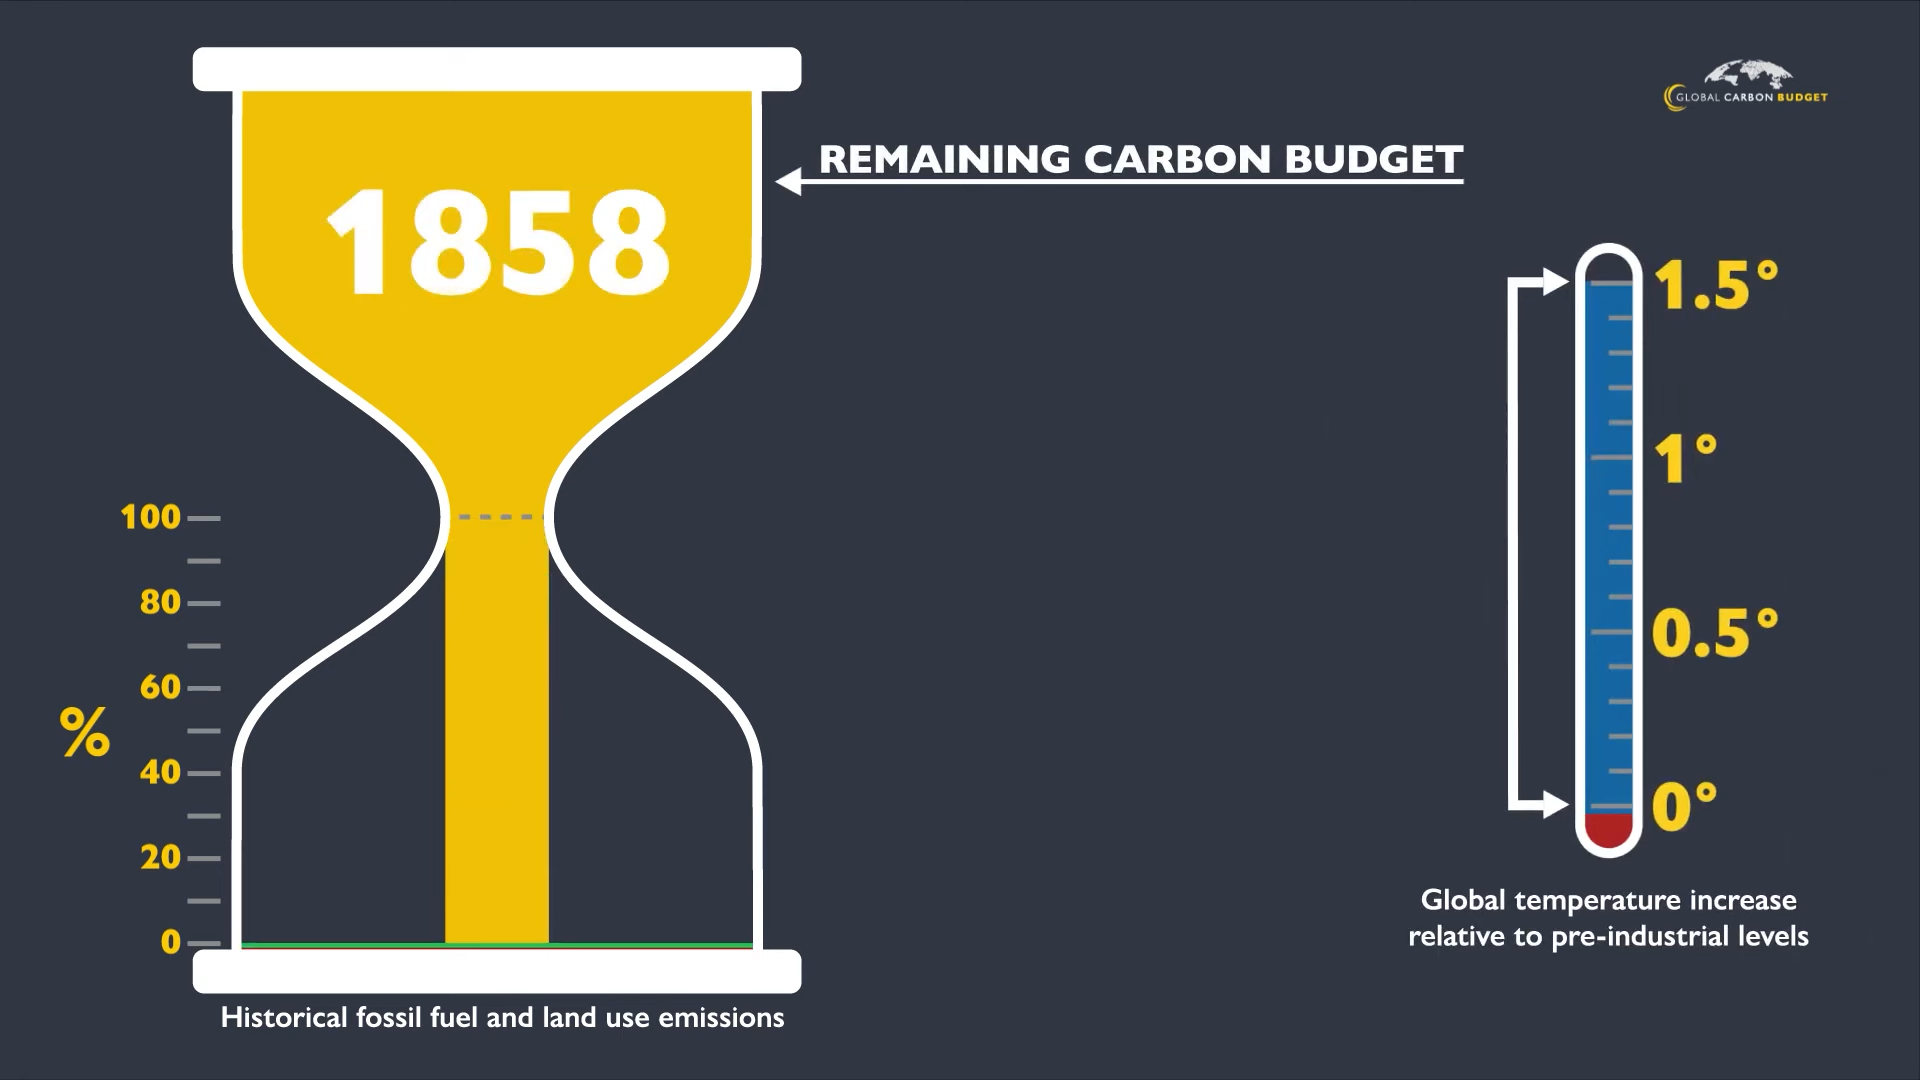 GLOBAL CARBON BUDGET
REMAINING CARBON BUDGET
1858
1.5°
1°
0.5°
0°
100
80
60
%
40
20
0
Global temperature increase
relative to pre-industrial levels
Historical fossil fuel and land use emissions